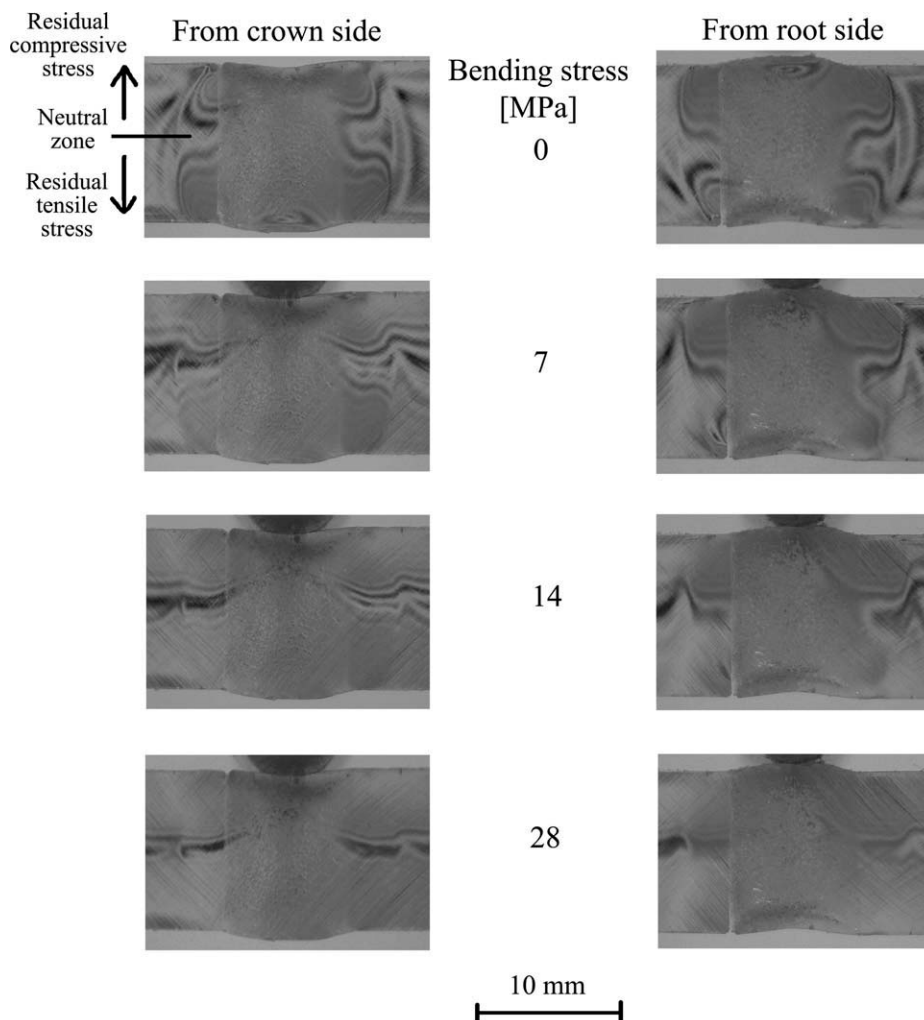 Residual
compressive
stress
From crown side
From root side
Bending stress
[MPa]
Neutral
zone
0
Residual
tensile
stress
7
14
28
10 mm